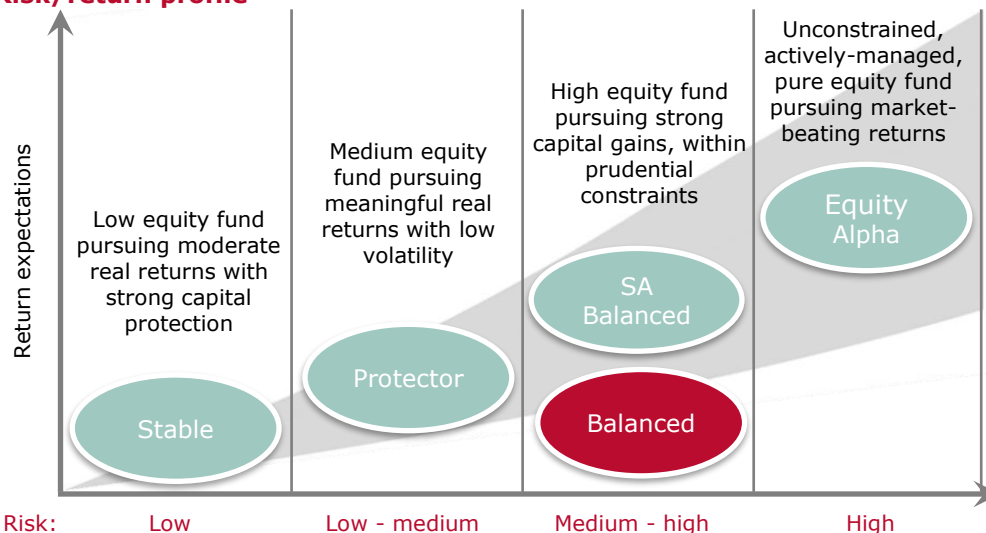 Risk/return profile
Return expectations
Low equity fund
pursuing moderate
real returns with
strong capital
protection
Stable
Medium equity
fund pursuing
meaningful real
returns with low
volatility
Protector
High equity fund
pursuing strong
capital gains, within
prudential
constraints
SA
Balanced
Balanced
Unconstrained,
actively-managed,
pure equity fund
pursuing market-
beating returns
Equity
Alpha
Risk:
Low
Low - medium
Medium - high
High